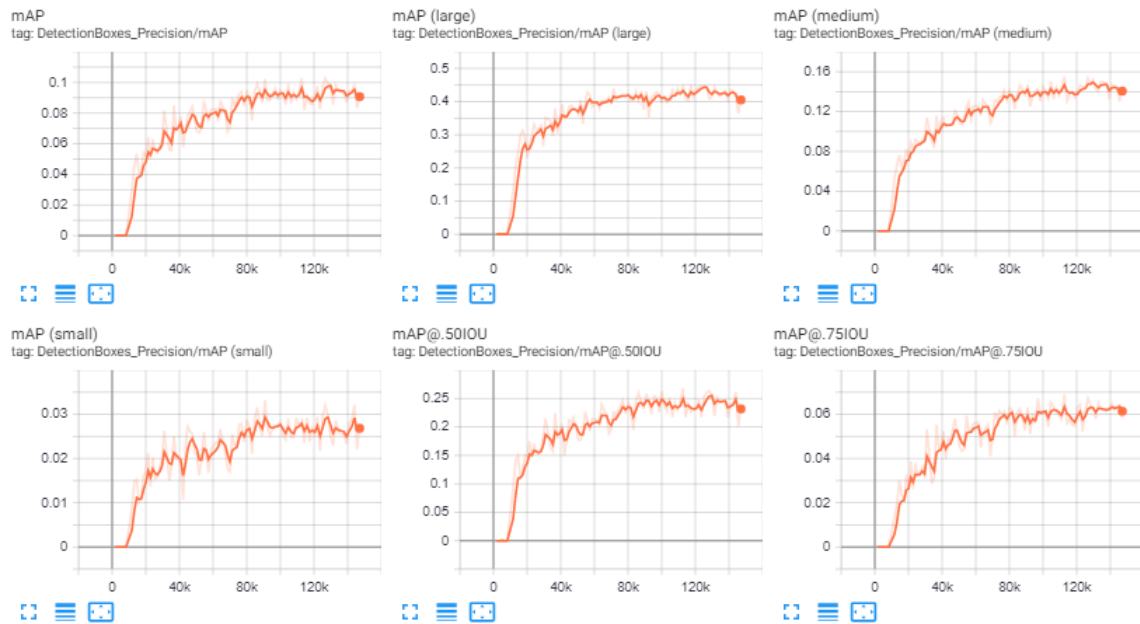 mAP
tag: DetectionBoxes_Precision/mAP
0.1
0.08
0.06
0.04
0.02
0
0 40k 80k 120k
mAP (large)
tag: DetectionBoxes_Precision/mAP (large)
0.5
0.4
0.3
0.2
0.1
0
0 40k 80k 120k
mAP (medium)
tag: DetectionBoxes_Precision/mAP (medium)
0.16
0.12
0.08
0.04
0
0 40k 80k 120k
mAP (small)
tag: DetectionBoxes_Precision/mAP (small)
0.03
0.02
0.01
0
0 40k 80k 120k
mAP@.50IOU
tag: DetectionBoxes_Precision/mAP@.50IOU
0.25
0.2
0.15
0.1
0.05
0
0 40k 80k 120k
mAP@.75IOU
tag: DetectionBoxes_Precision/mAP@.75IOU
0.06
0.04
0.02
0
0 40k 80k 120k